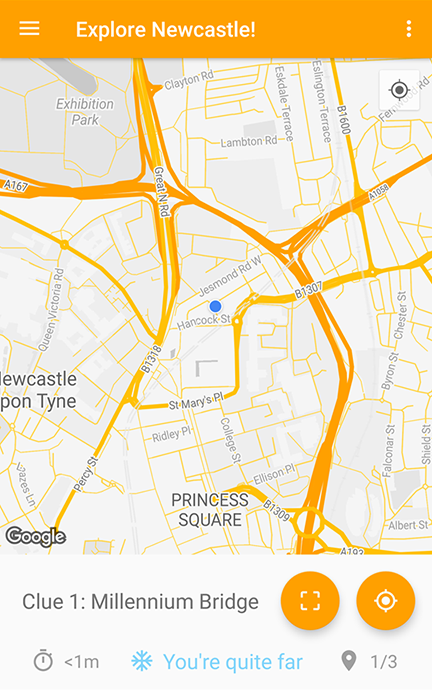 Explore Newcastle!
Clayton Rd
Exhibition
Park
Eskdale Terrace
Eslington Terrace
B1600
Lambton Rd
A167
Great N Rd
A1058
Jesmond Rd W
B1307
Hancock St
Queen Victoria Rd
Chester St
B1318
Byron St
Newcastle
upon Tyne
St Mary's Pl
Ridley Pl
College St
Falconar St
Shield St
Percy St
Ellison Pl
PRINCESS
SQUARE
B1309
Albert St
A193
Google
Clue 1: Millennium Bridge
<1m
You're quite far
1/3